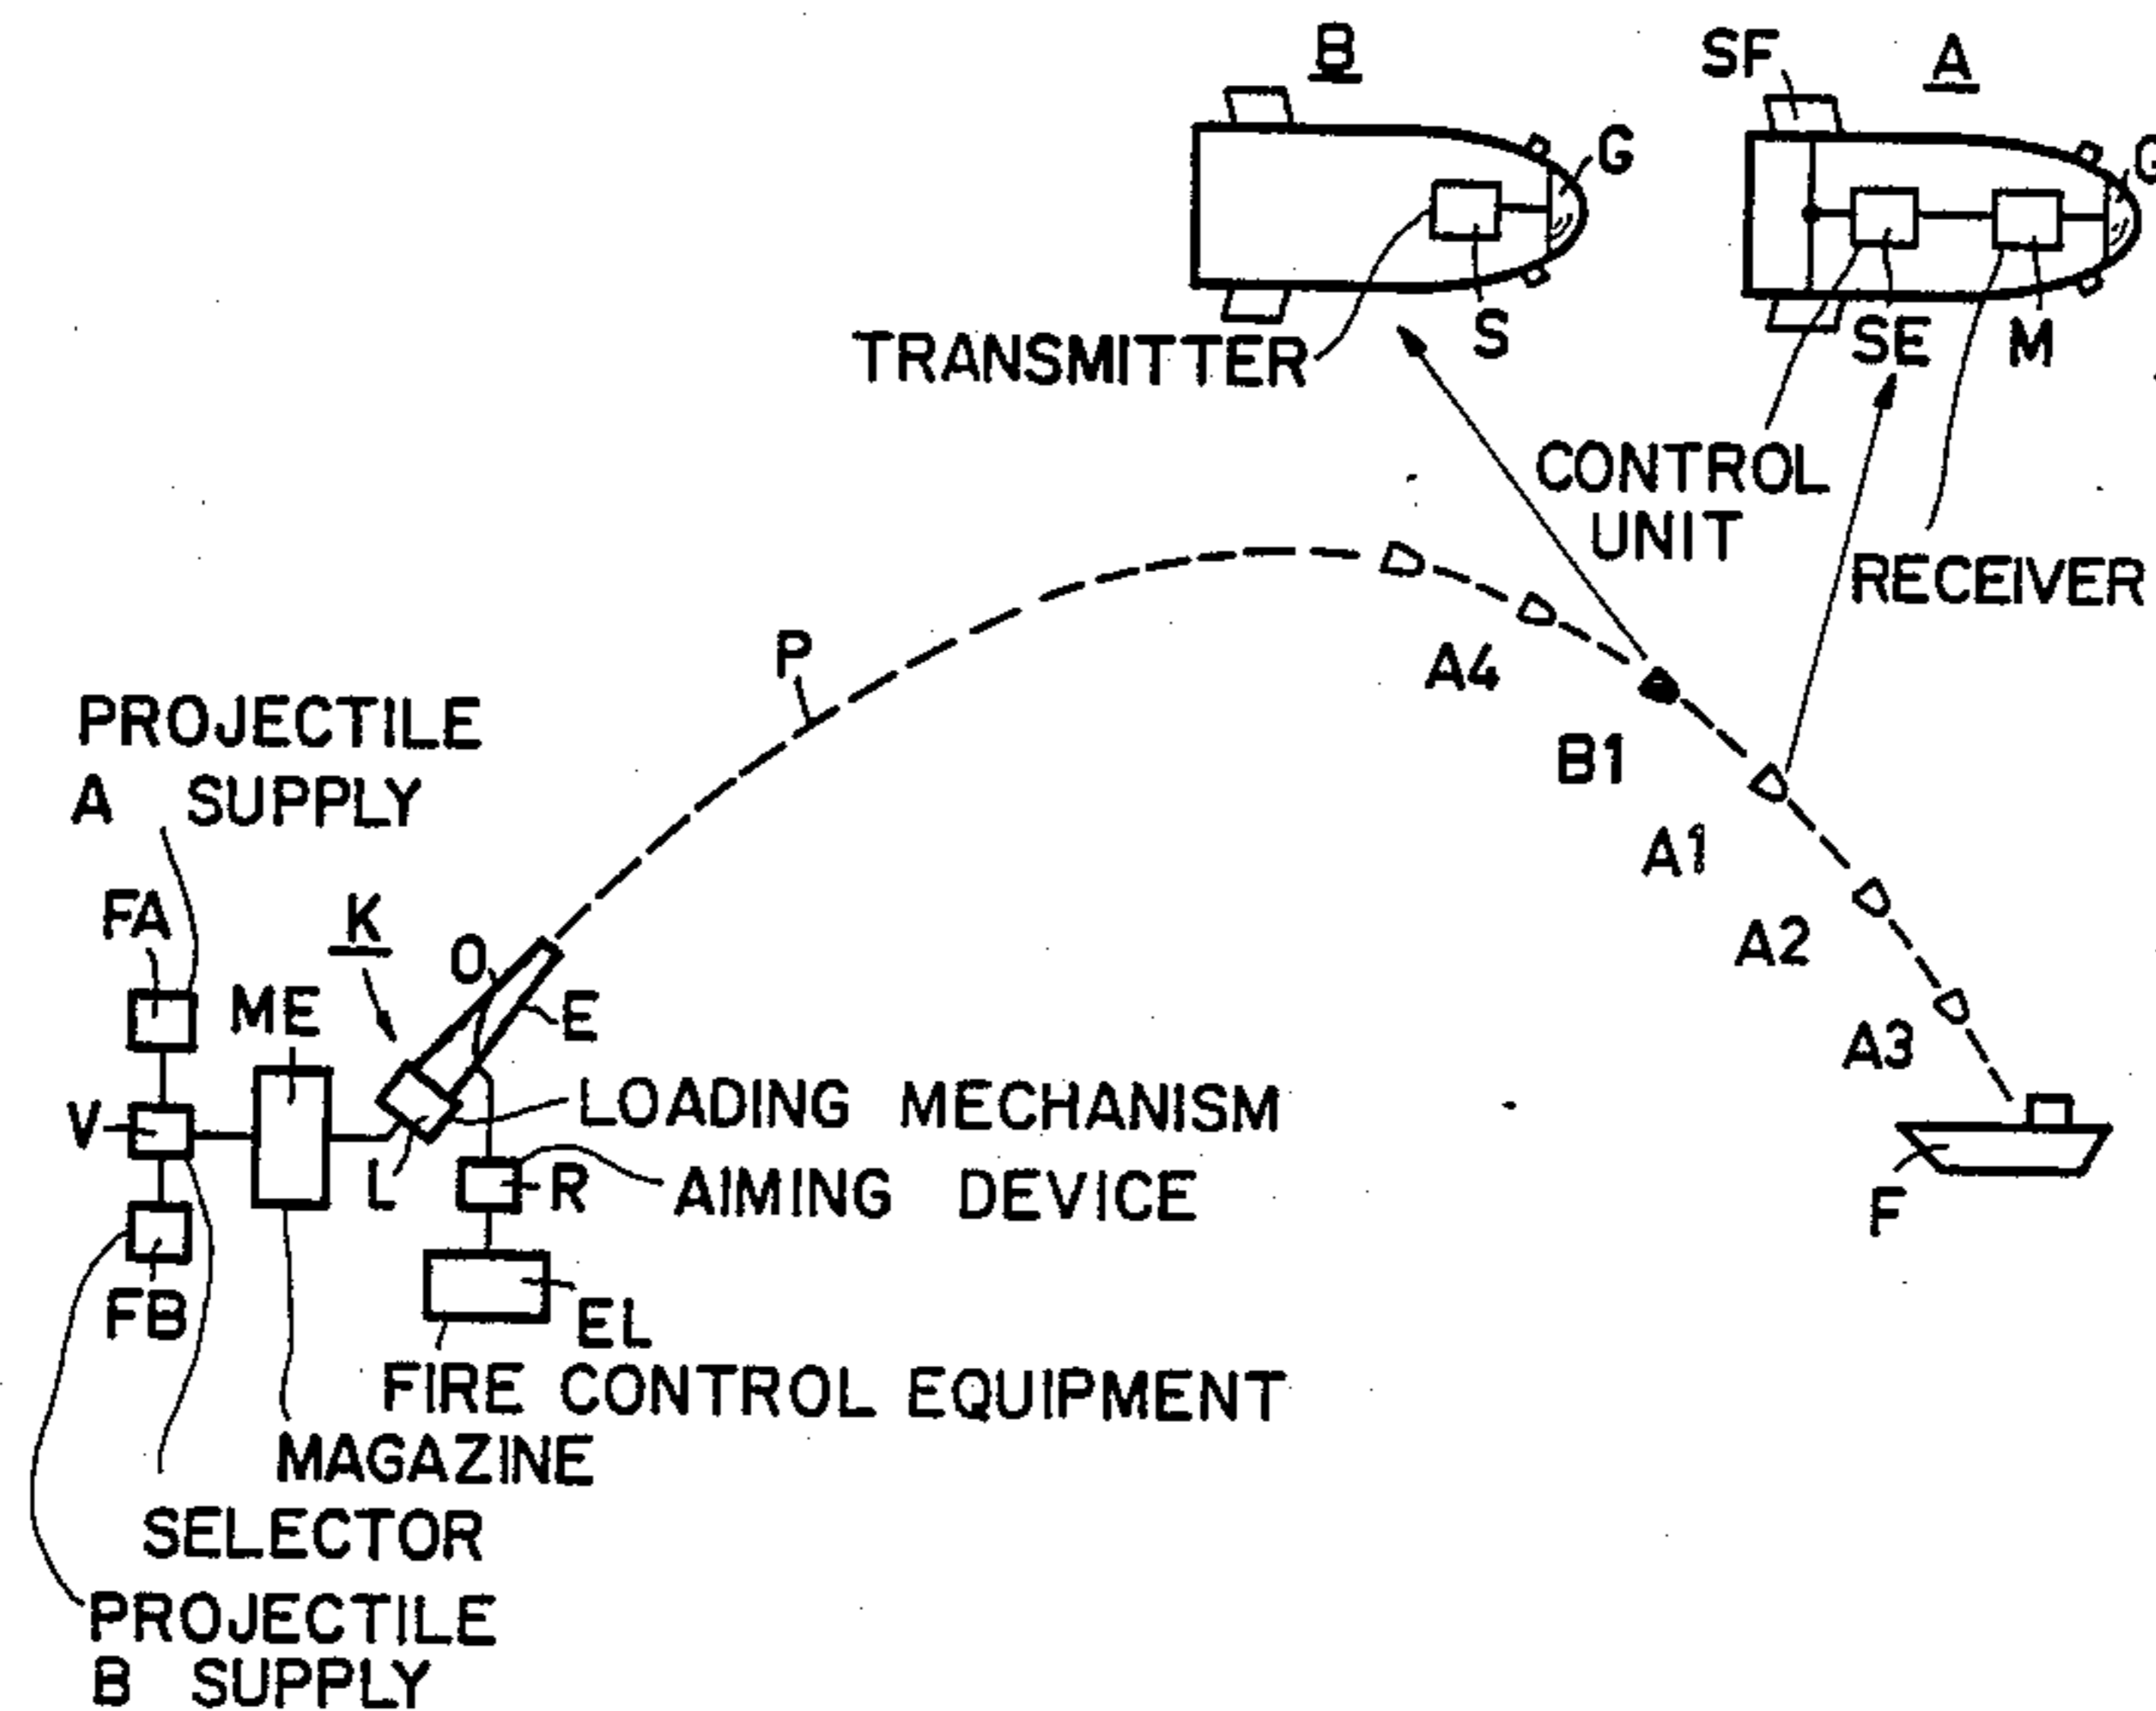 B
SF
A
G
G
TRANSMITTER
S
SE
M
CONTROL
UNIT
RECEIVER
P
A4
B1
A1
A2
A3
F
PROJECTILE
A SUPPLY
FA
K
O
ME
E
V
LOADING MECHANISM
L
R
AIMING DEVICE
FB
EL
FIRE CONTROL EQUIPMENT
MAGAZINE
SELECTOR
PROJECTILE
B SUPPLY